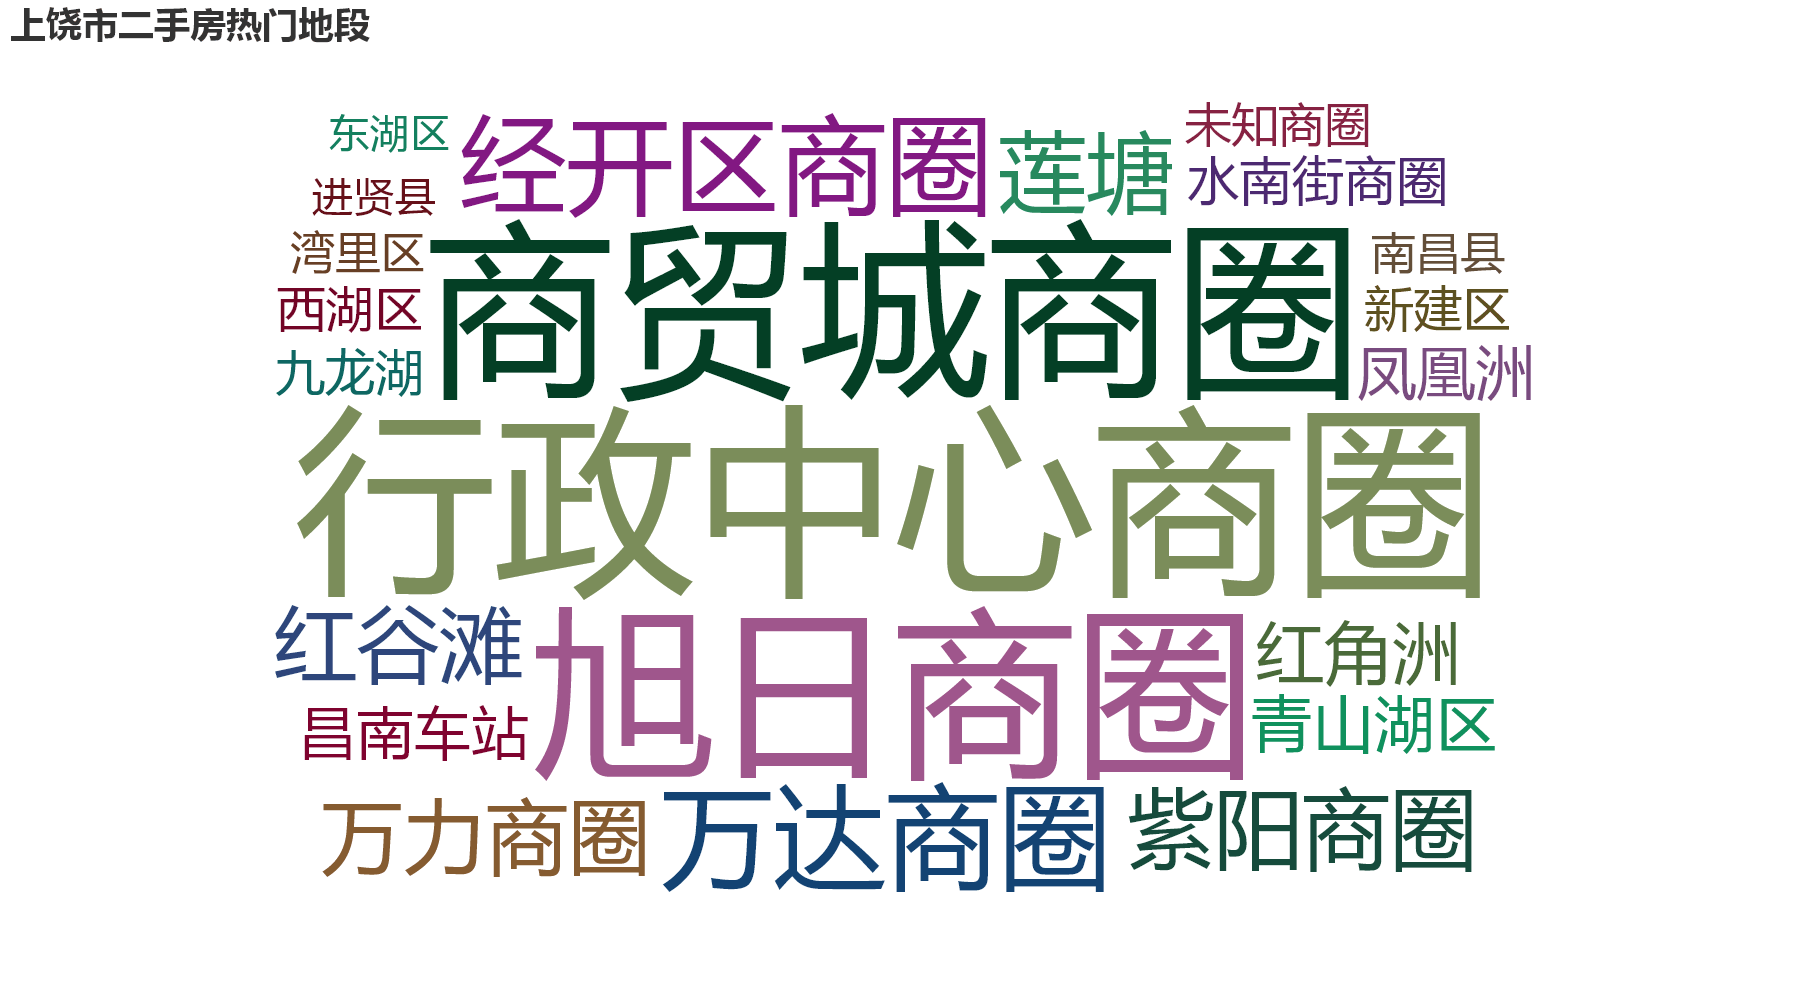 上饶市二手房热门地段
东湖区
经开区商圈
莲塘
未知商圈
进贤县
水南街商圈
湾里区
商贸城商圈
南昌县
西湖区
新建区
九龙湖
凤凰洲
行政中心商圈
红谷滩
旭日商圈
红角洲
昌南车站
青山湖区
万力商圈
万达商圈
紫阳商圈